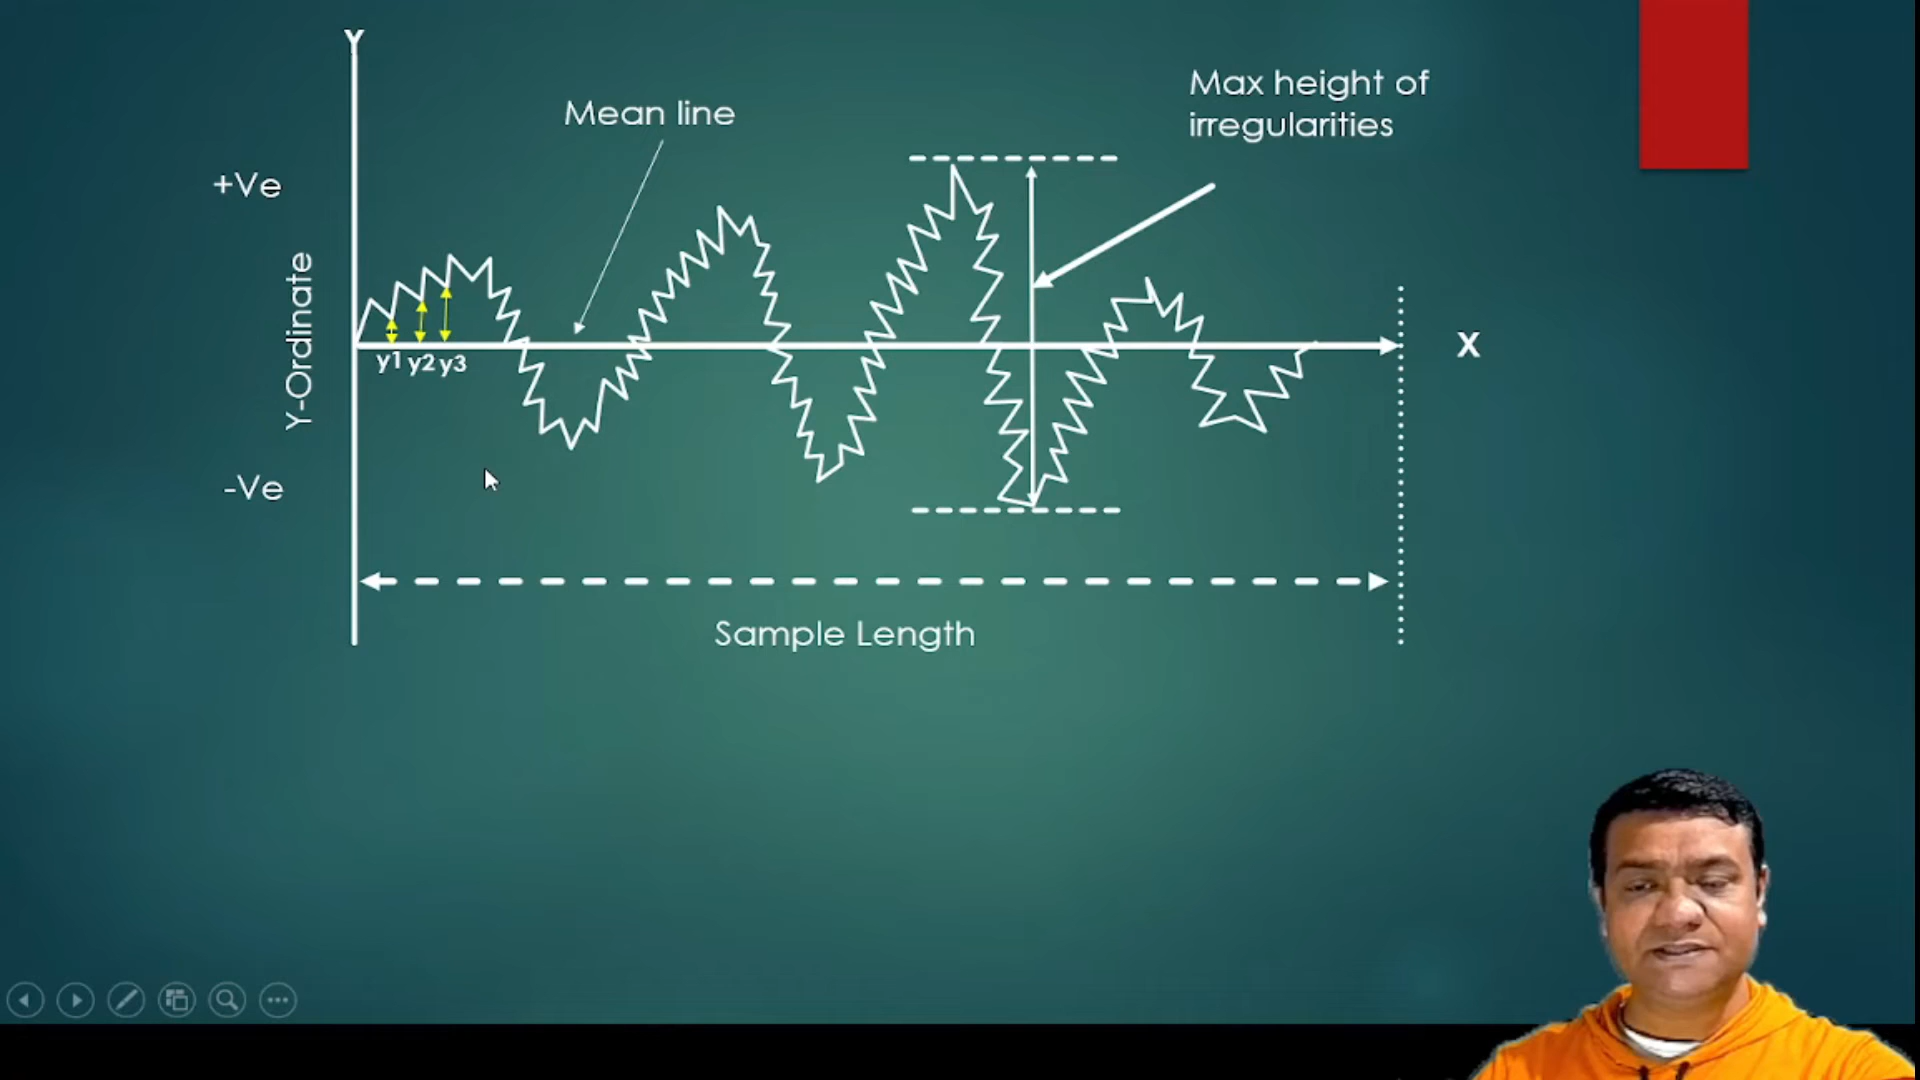 Y
Mean line
Max height of
irregularities
+Ve
Y-Ordinate
y1 y2 y3
X
-Ve
Sample Length